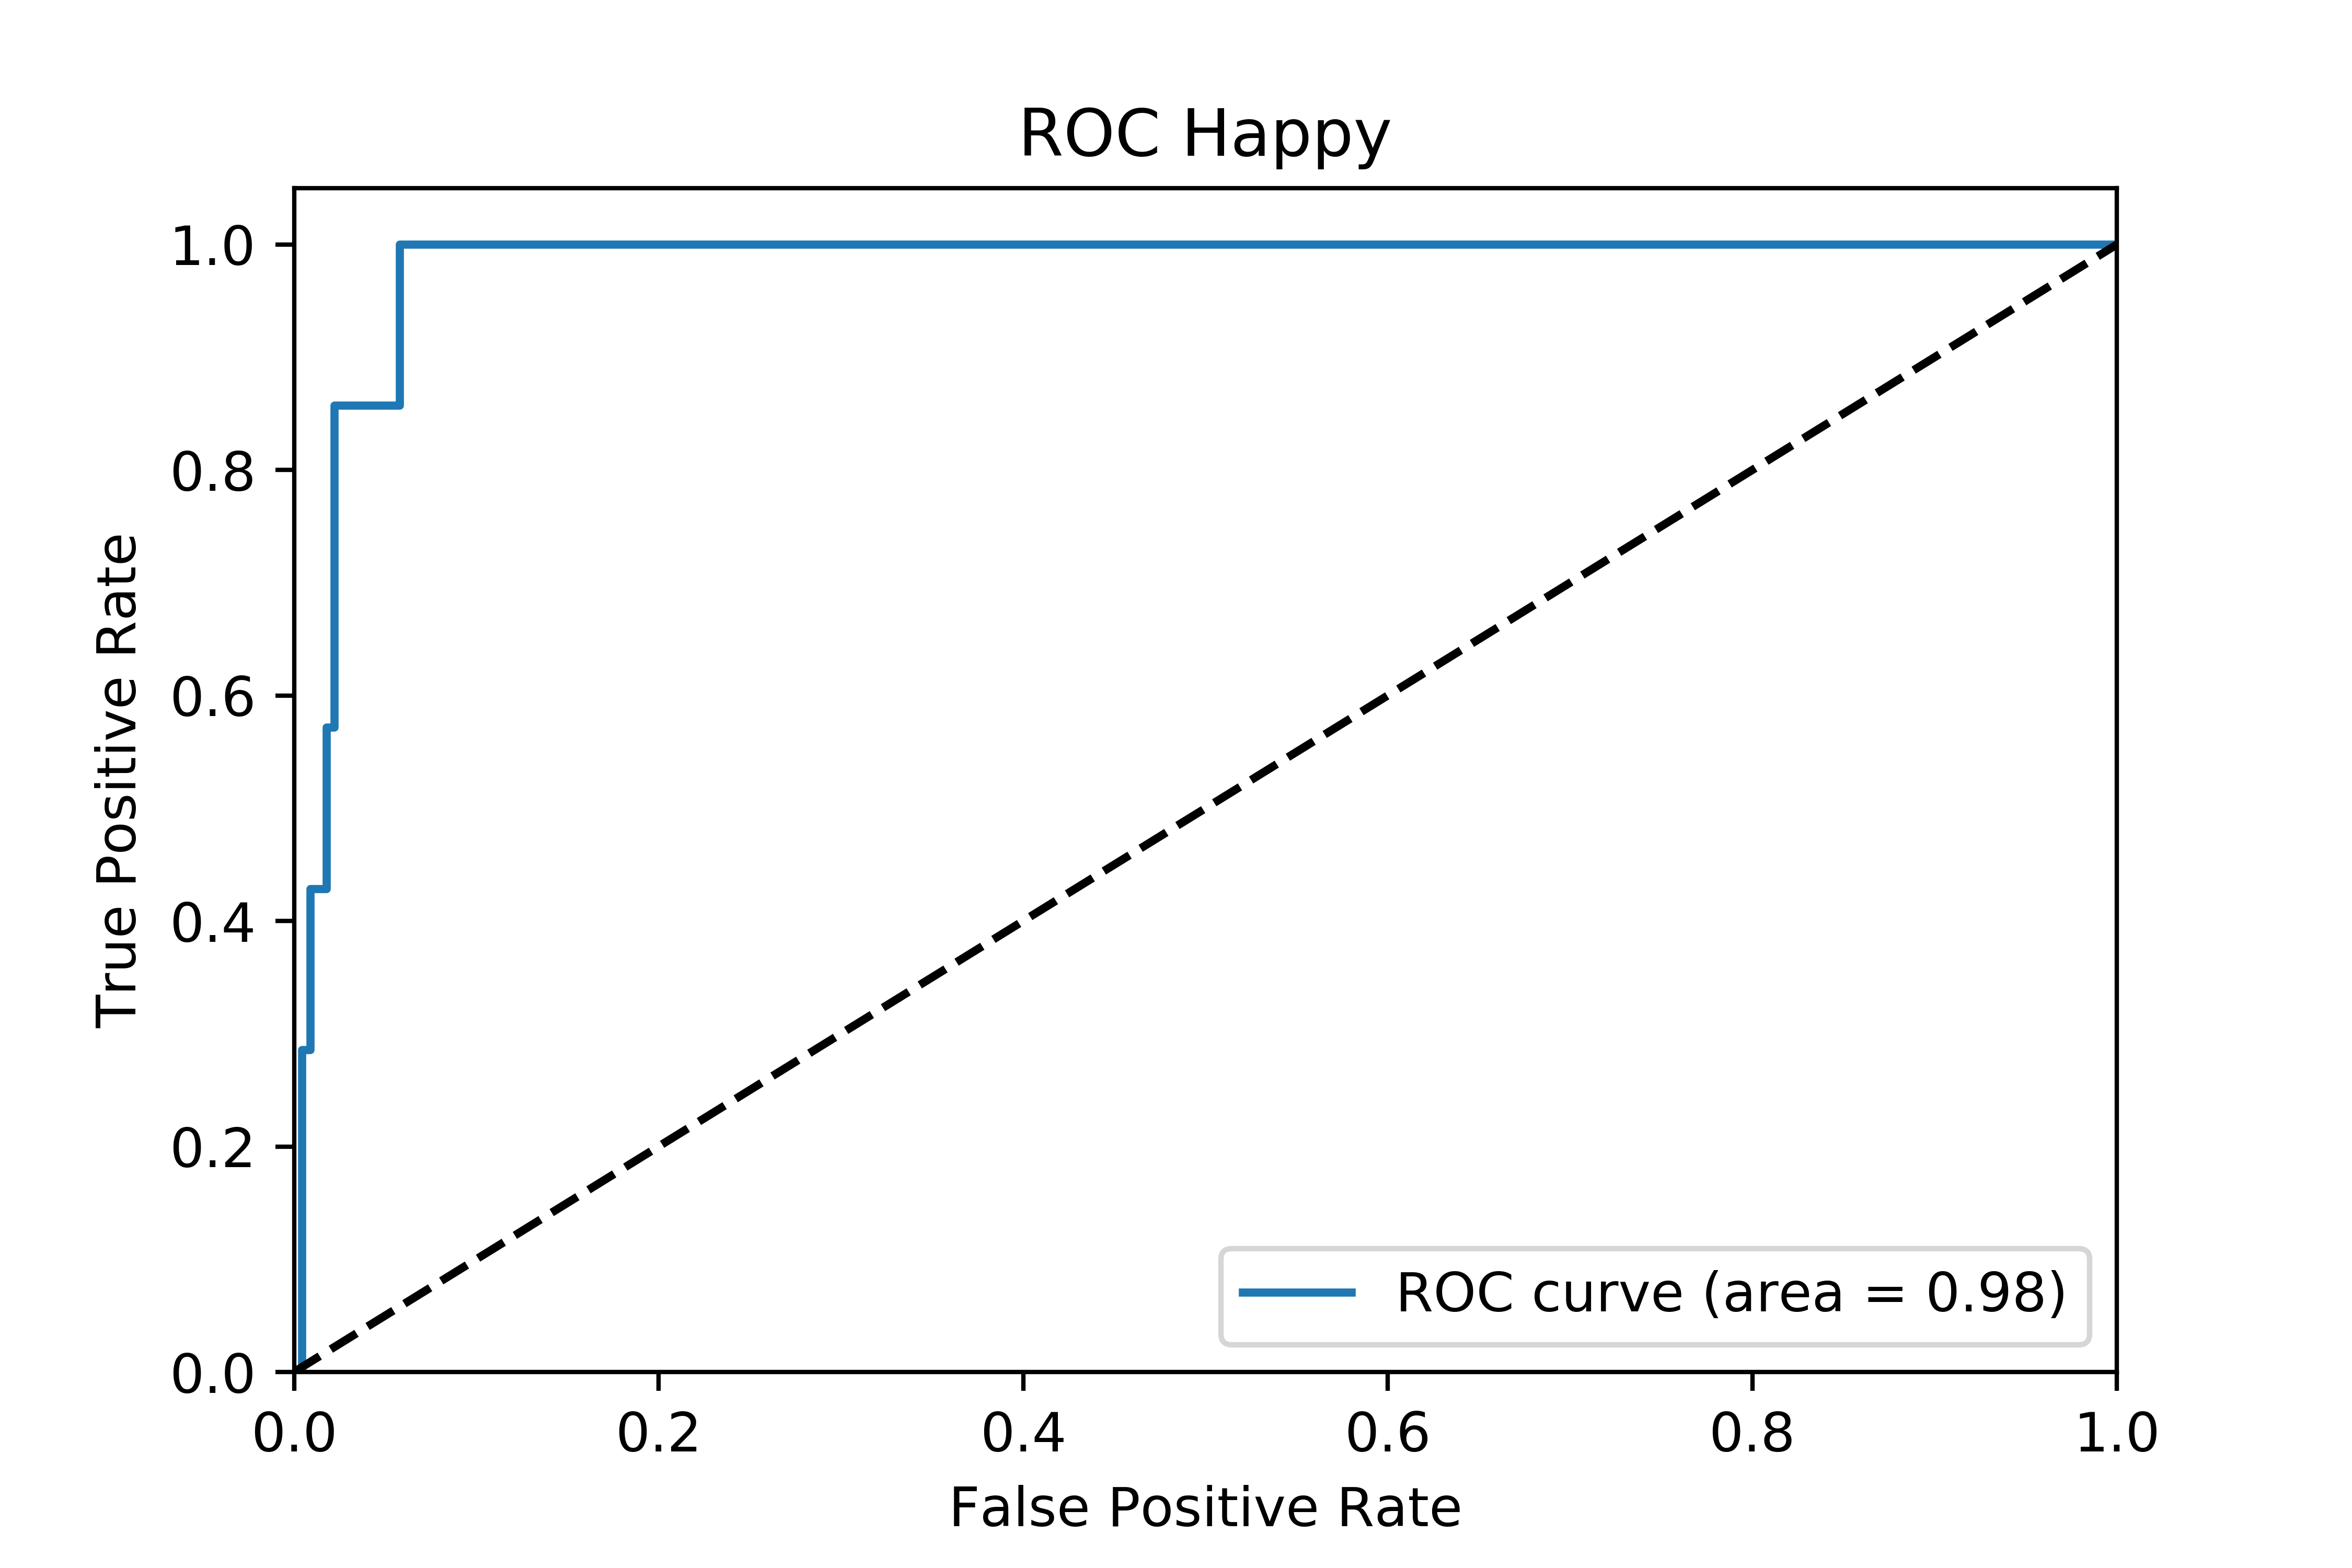 ROC Happy
1.0
0.8
0.6
0.4
0.2
0.0
True Positive Rate
ROC curve (area = 0.98)
0.0 0.2 0.4 0.6 0.8 1.0
False Positive Rate